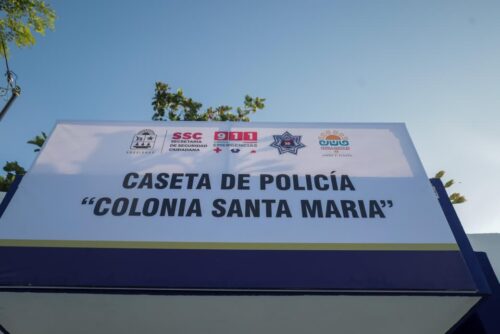 SSC
SECRETARÍA
DE SEGURIDAD
CIUDADANA
911
EMERGENCIAS
CASETA DE POLICÍA
“COLONIA SANTA MARIA”